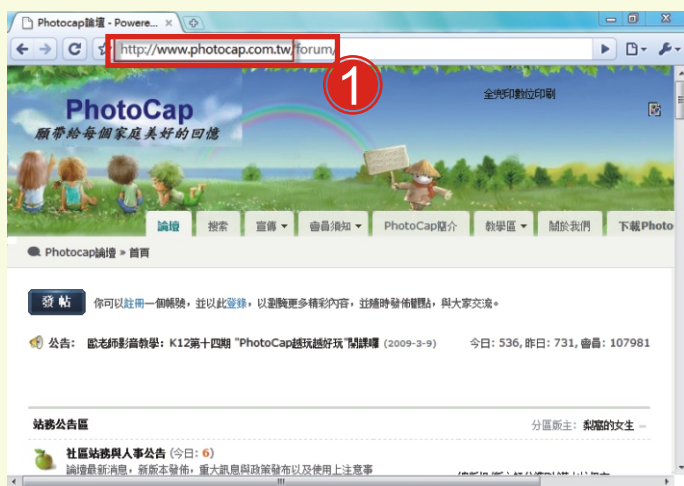 Photocap論壇 - Powere...
http://www.photocap.com.tw/forum/
1
全兜印數位印刷
PhotoCap
願帶給每個家庭美好的回憶
論壇 搜索 宣傳 會員須知 PhotoCap簡介 教學區 關於我們 下載Photo
Photocap論壇 » 首頁
發帖 你可以註冊一個帳號，並以此登錄，以瀏覽更多精彩內容，並隨時發佈觀點，與大家交流。
公告： 歐老師影音教學：K12第十四期 "PhotoCap越玩越好玩"開課囉 (2009-3-9) 今日: 536, 昨日: 731, 會員: 107981
站務公告區 分區版主: 梨窩的女生
社區站務與人事公告 (今日: 6)
論壇最新消息，新版本發佈，重大訊息與政策發布以及使用上注意事